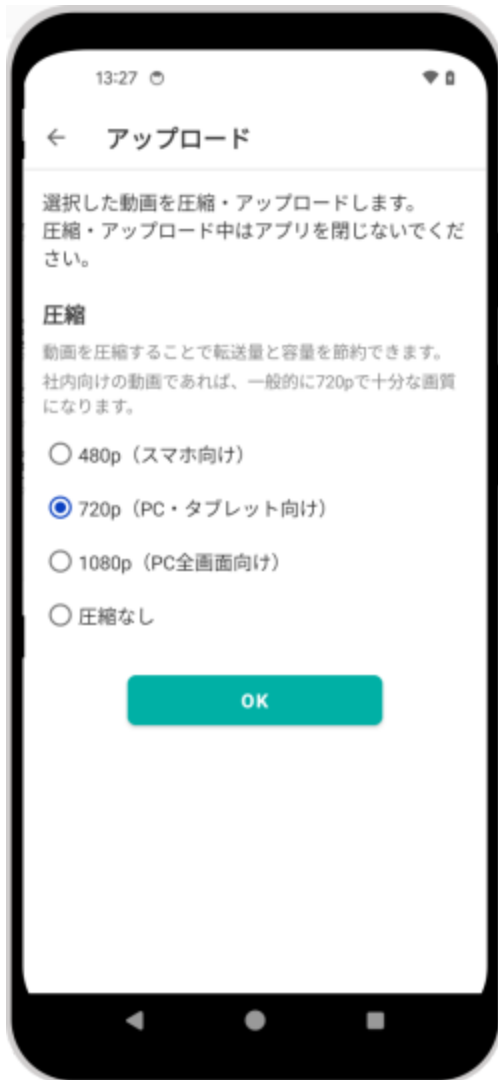 13:27
アップロード
選択した動画を圧縮・アップロードします。
圧縮・アップロード中はアプリを閉じないでくだ
さい。
圧縮
動画を圧縮することで転送量と容量を節約できます。
社内向けの動画であれば、一般的に720pで十分な画質
になります。
480p（スマホ向け）
720p（PC・タブレット向け）
1080p（PC全画面向け）
圧縮なし
OK